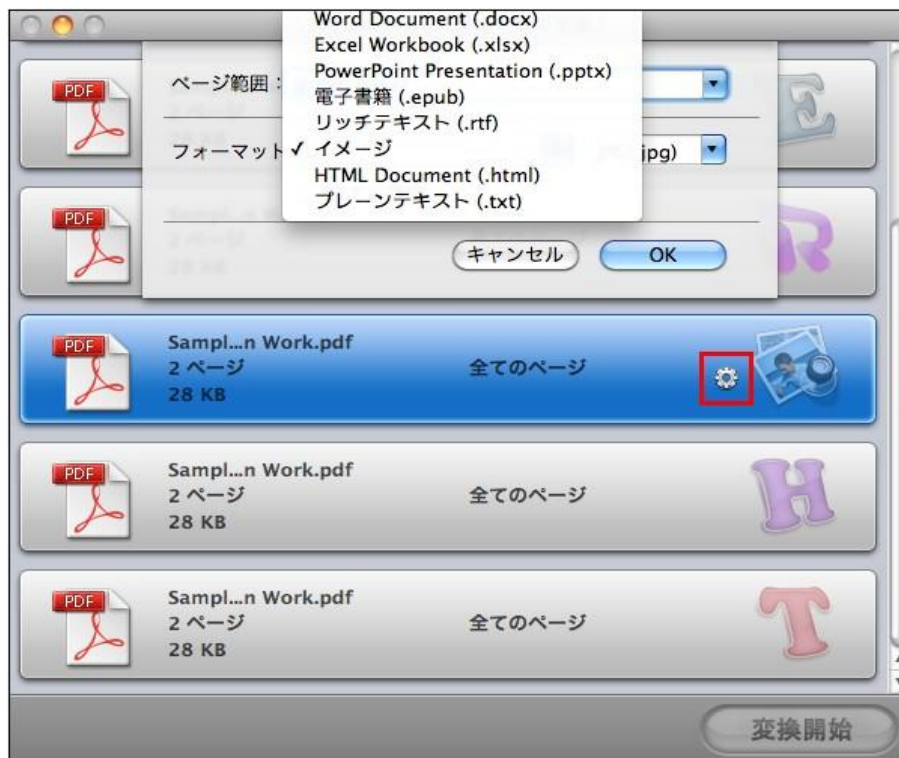 Word Document (.docx)
Excel Workbook (.xlsx)
PowerPoint Presentation (.pptx)
電子書籍 (.epub)
リッチテキスト (.rtf)
✓ イメージ
HTML Document (.html)
プレーンテキスト (.txt)
ページ範囲：
フォーマット
jpg)
キャンセル
OK
PDF
E
PDF
2 ページ
28 KB
R
PDF
Sampl...n Work.pdf
2 ページ
全てのページ
28 KB
PDF
Sampl...n Work.pdf
2 ページ
全てのページ
28 KB
H
PDF
Sampl...n Work.pdf
2 ページ
全てのページ
28 KB
T
変換開始